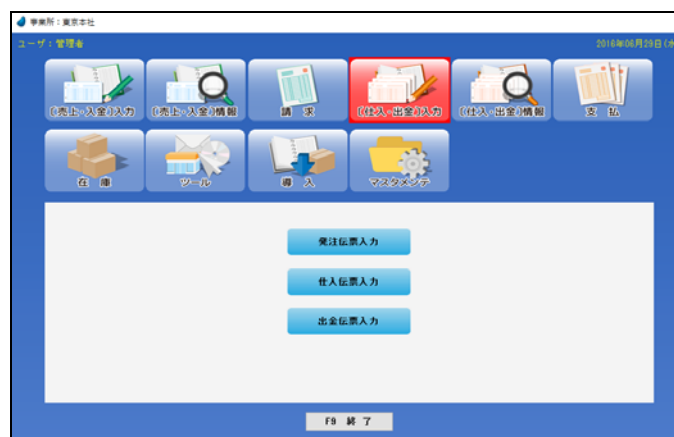 事業所：東京本社
ユーザ：管理者 2016年06月29日(水
(売上・入金)入力 (売上・入金)情報 請 求 (仕入・出金)入力 (仕入・出金)情報 支 払
在 庫 ツール 導 入 マスタメンテ
発注伝票入力
仕入伝票入力
出金伝票入力
F9 終 了